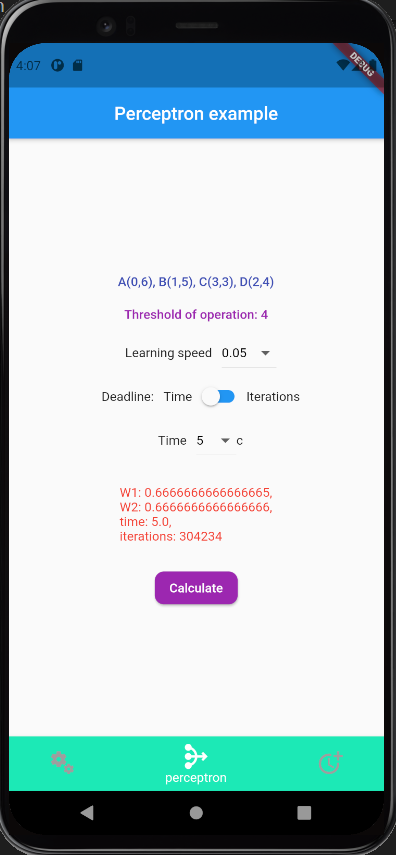 4:07
DEBUG
Perceptron example
A(0,6), B(1,5), C(3,3), D(2,4)
Threshold of operation: 4
Learning speed 0.05
Deadline: Time Iterations
Time 5 c
W1: 0.6666666666666665,
W2: 0.6666666666666666,
time: 5.0,
iterations: 304234
Calculate
perceptron